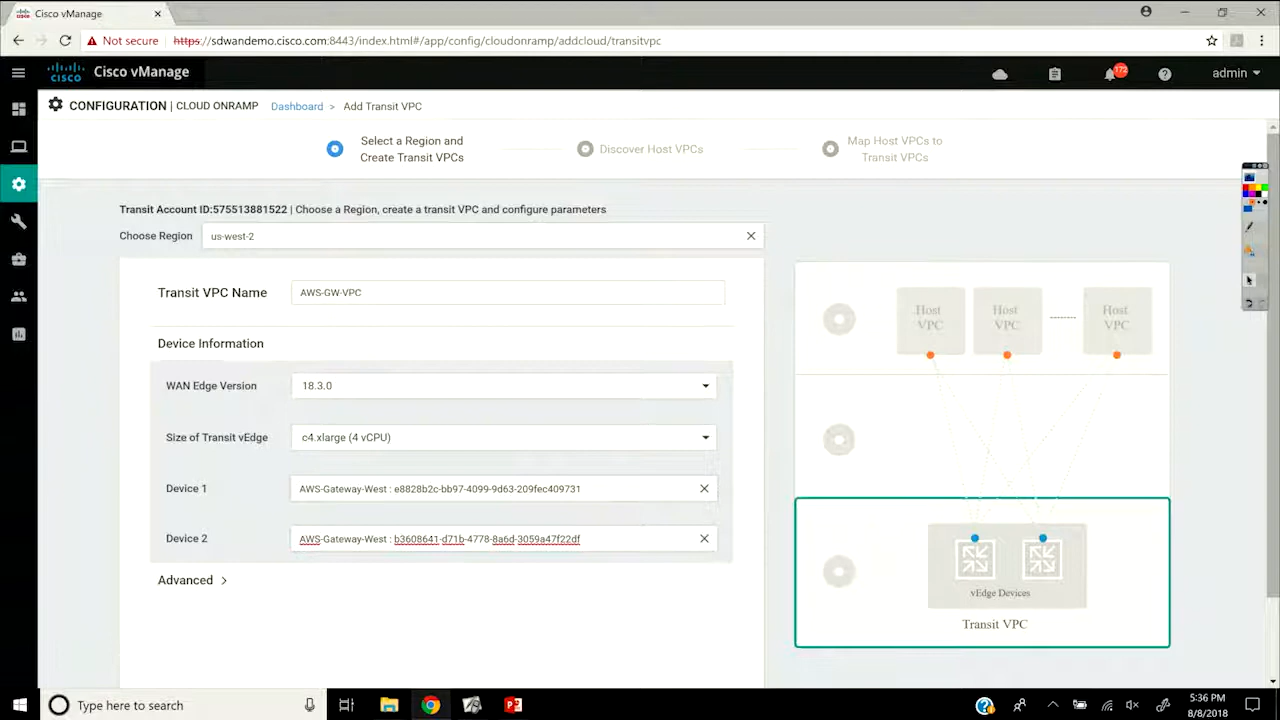 Cisco vManage
Not secure https://sdwandemo.cisco.com:8443/index.html#/app/config/cloudonramp/addcloud/transitvpc
CISCO Cisco vManage
172
admin
CONFIGURATION | CLOUD ONRAMP Dashboard > Add Transit VPC
Select a Region and
Create Transit VPCs
Discover Host VPCs
Map Host VPCs to
Transit VPCs
Transit Account ID:575513881522 | Choose a Region, create a transit VPC and configure parameters
Choose Region us-west-2
Transit VPC Name AWS-GW-VPC
Device Information
WAN Edge Version 18.3.0
Size of Transit vEdge c4.xlarge (4 vCPU)
Device 1 AWS-Gateway-West : e8828b2c-bb97-4099-9d63-209fec409731
Device 2 AWS-Gateway-West : b3608641-d71b-4778-8a6d-3059a47f22df
Advanced >
Host
VPC
Host
VPC
Host
VPC
vEdge Devices
Transit VPC
Type here to search
5:36 PM
8/8/2018